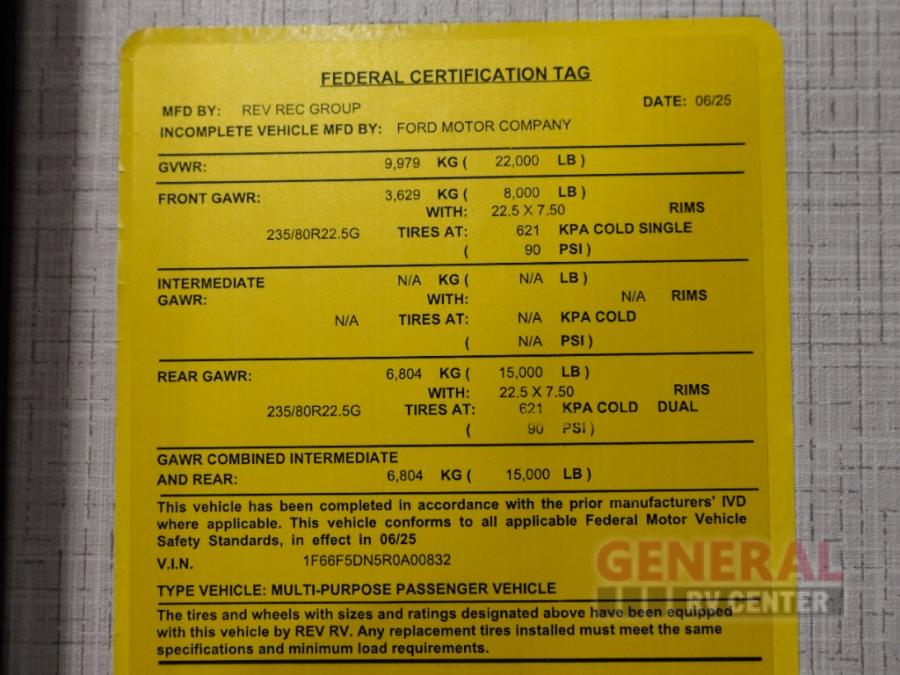 FEDERAL CERTIFICATION TAG
MFD BY: REV REC GROUP DATE: 06/25
INCOMPLETE VEHICLE MFD BY: FORD MOTOR COMPANY
GVWR: 9,979 KG ( 22,000 LB )
FRONT GAWR: 3,629 KG ( 8,000 LB )
WITH: 22.5 X 7.50 RIMS
235/80R22.5G TIRES AT: 621 KPA COLD SINGLE
( 90 PSI )
INTERMEDIATE N/A KG ( N/A LB )
GAWR: WITH: N/A RIMS
N/A TIRES AT: N/A KPA COLD
( N/A PSI )
REAR GAWR: 6,804 KG ( 15,000 LB )
WITH: 22.5 X 7.50 RIMS
235/80R22.5G TIRES AT: 621 KPA COLD DUAL
( 90 PSI )
GAWR COMBINED INTERMEDIATE
AND REAR: 6,804 KG ( 15,000 LB )
This vehicle has been completed in accordance with the prior manufacturers' IVD
where applicable. This vehicle conforms to all applicable Federal Motor Vehicle
Safety Standards, in effect in 06/25
V.I.N. 1F66F5DN5R0A00832
TYPE VEHICLE: MULTI-PURPOSE PASSENGER VEHICLE
The tires and wheels with sizes and ratings designated above have been equipped
with this vehicle by REV RV. Any replacement tires installed must meet the same
specifications and minimum load requirements.
GENERAL
RV CENTER